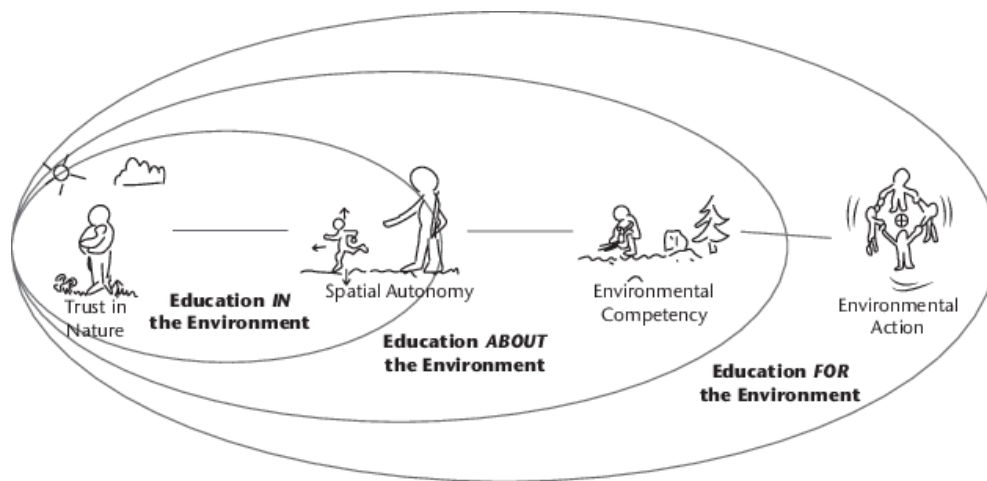 Trust in
Nature
Education IN
the Environment
Spatial Autonomy
Education ABOUT
the Environment
Environmental
Competency
Education FOR
the Environment
Environmental
Action